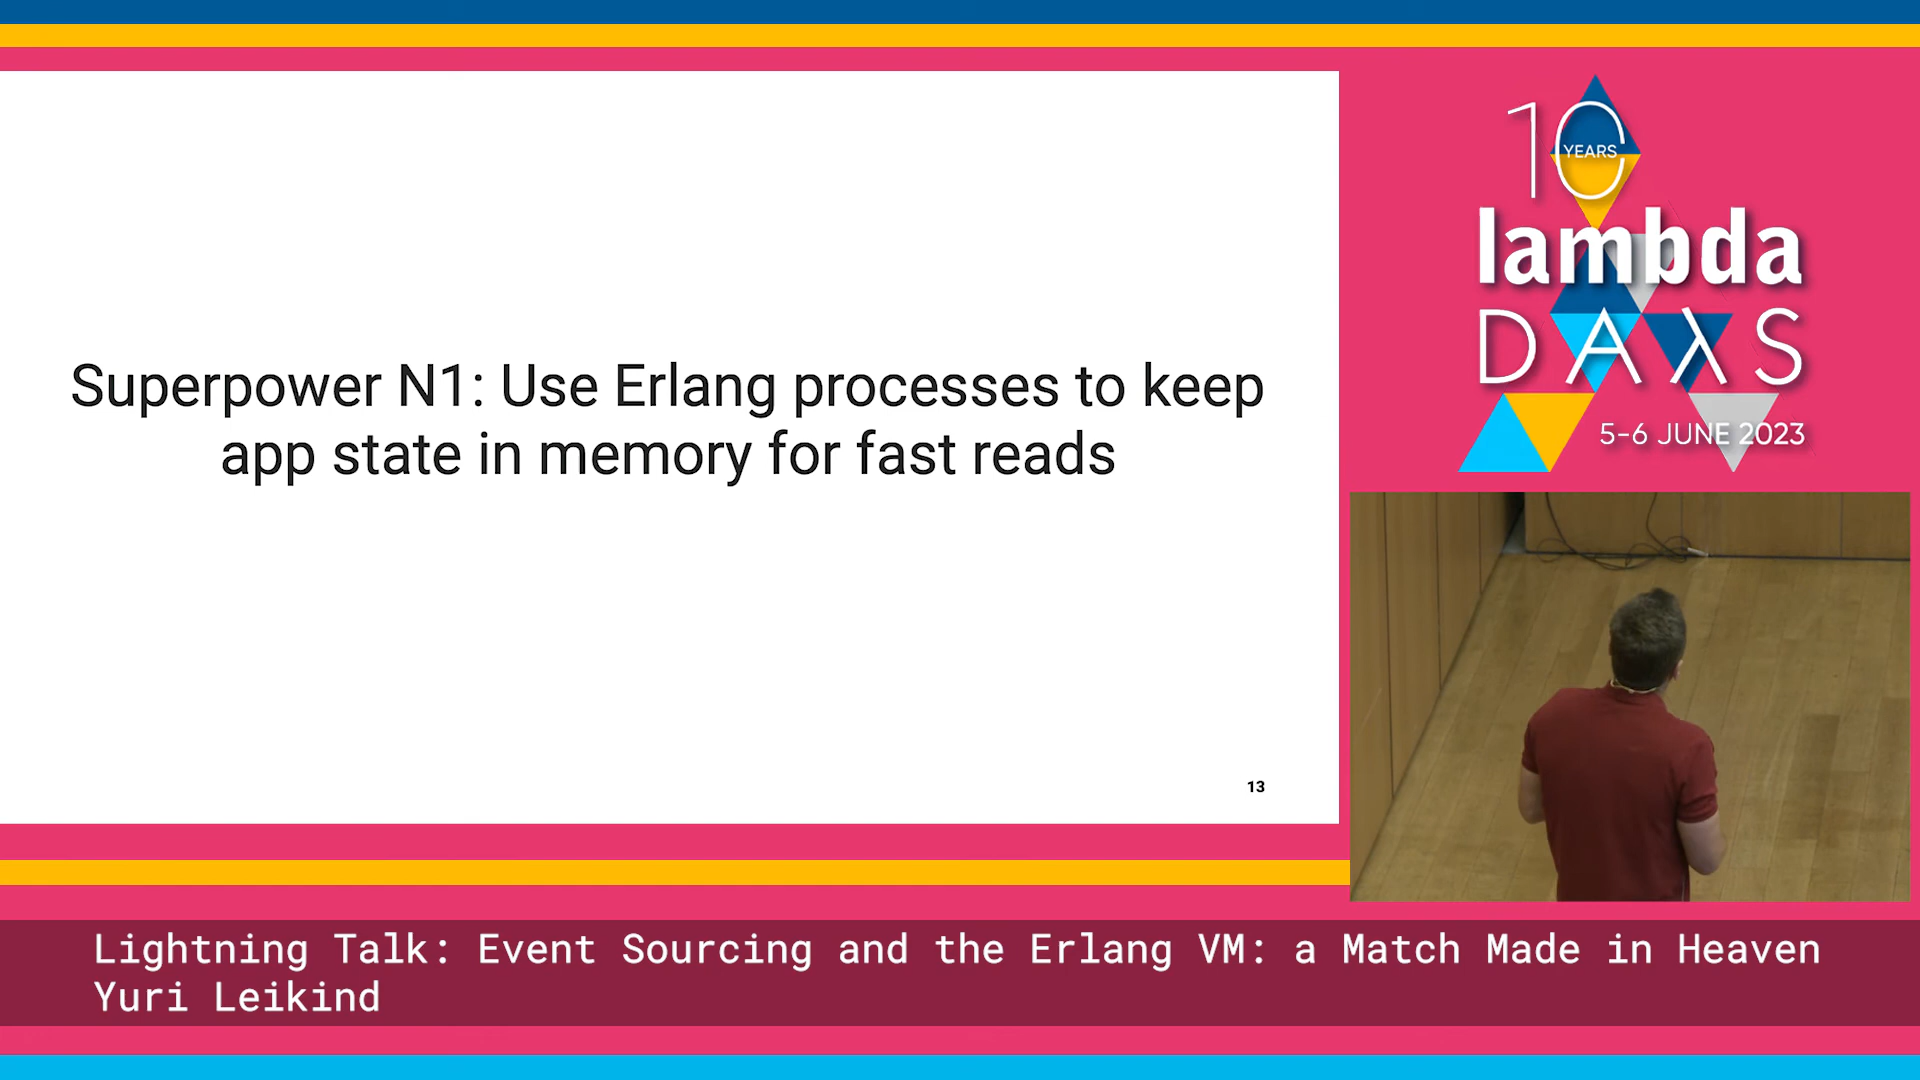 Superpower N1: Use Erlang processes to keep
app state in memory for fast reads
13
10
YEARS
lambda
DAλS
5-6 JUNE 2023
Lightning Talk: Event Sourcing and the Erlang VM: a Match Made in Heaven
Yuri Leikind